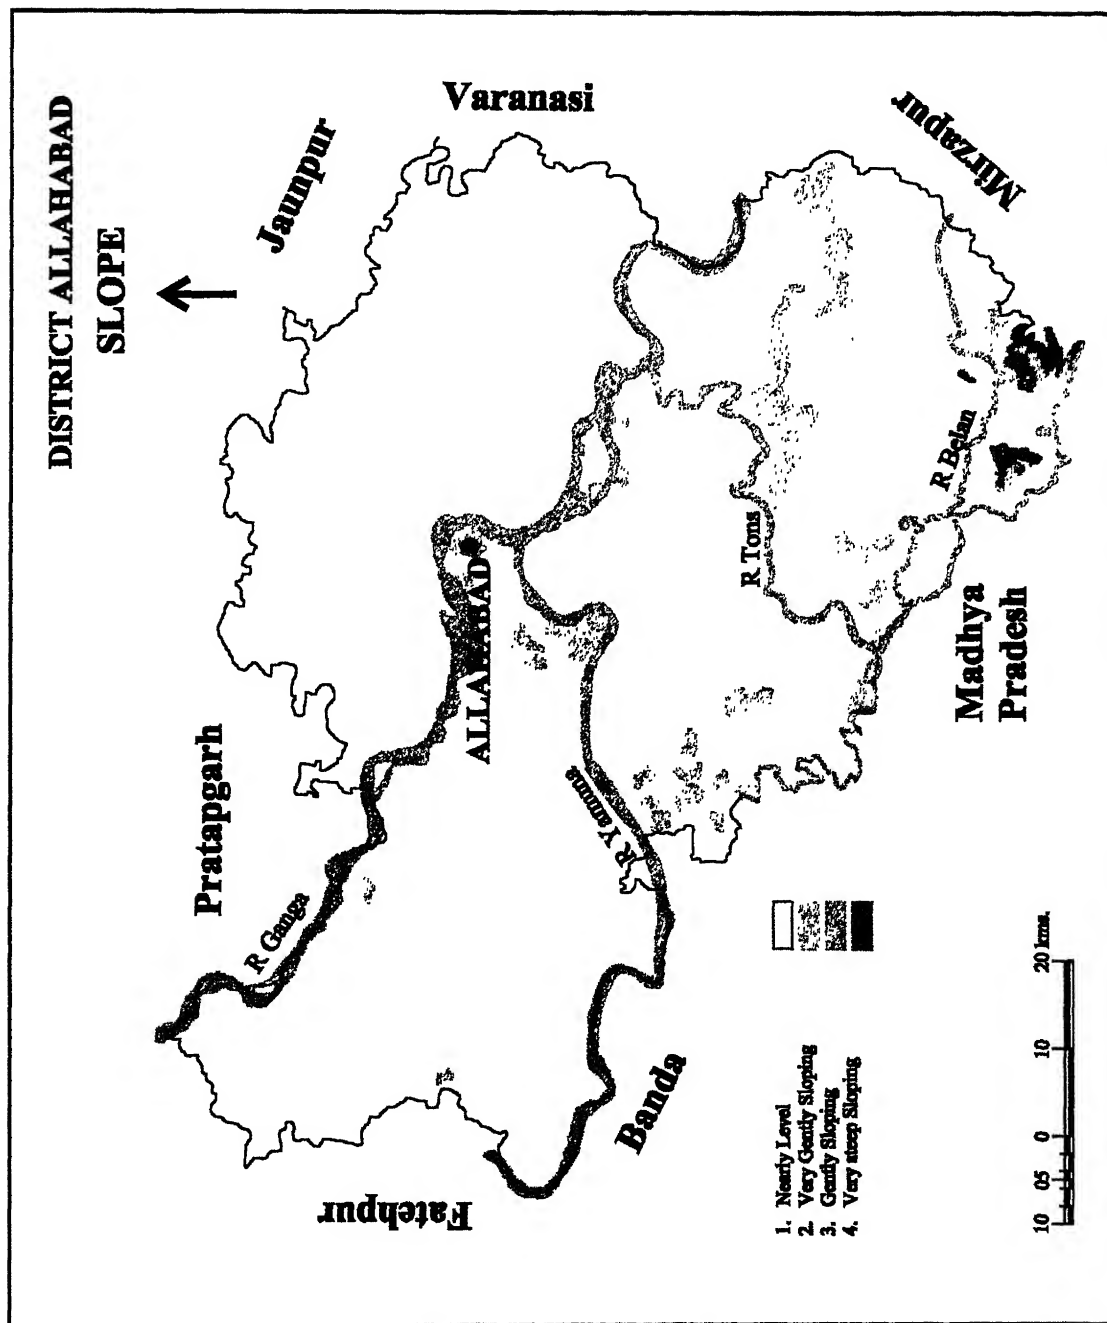 DISTRICT ALLAHABAD
SLOPE
Jaunpur
Varanasi
Mirzapur
Pratapgarh
R Ganga
ALLAHABAD
R Yamuna
R Tons
R Belan
Madhya
Pradesh
Banda
Fatehpur
1. Nearly Level
2. Very Gently Sloping
3. Gently Sloping
4. Very steep Sloping
10 05 0 10 20 kms.